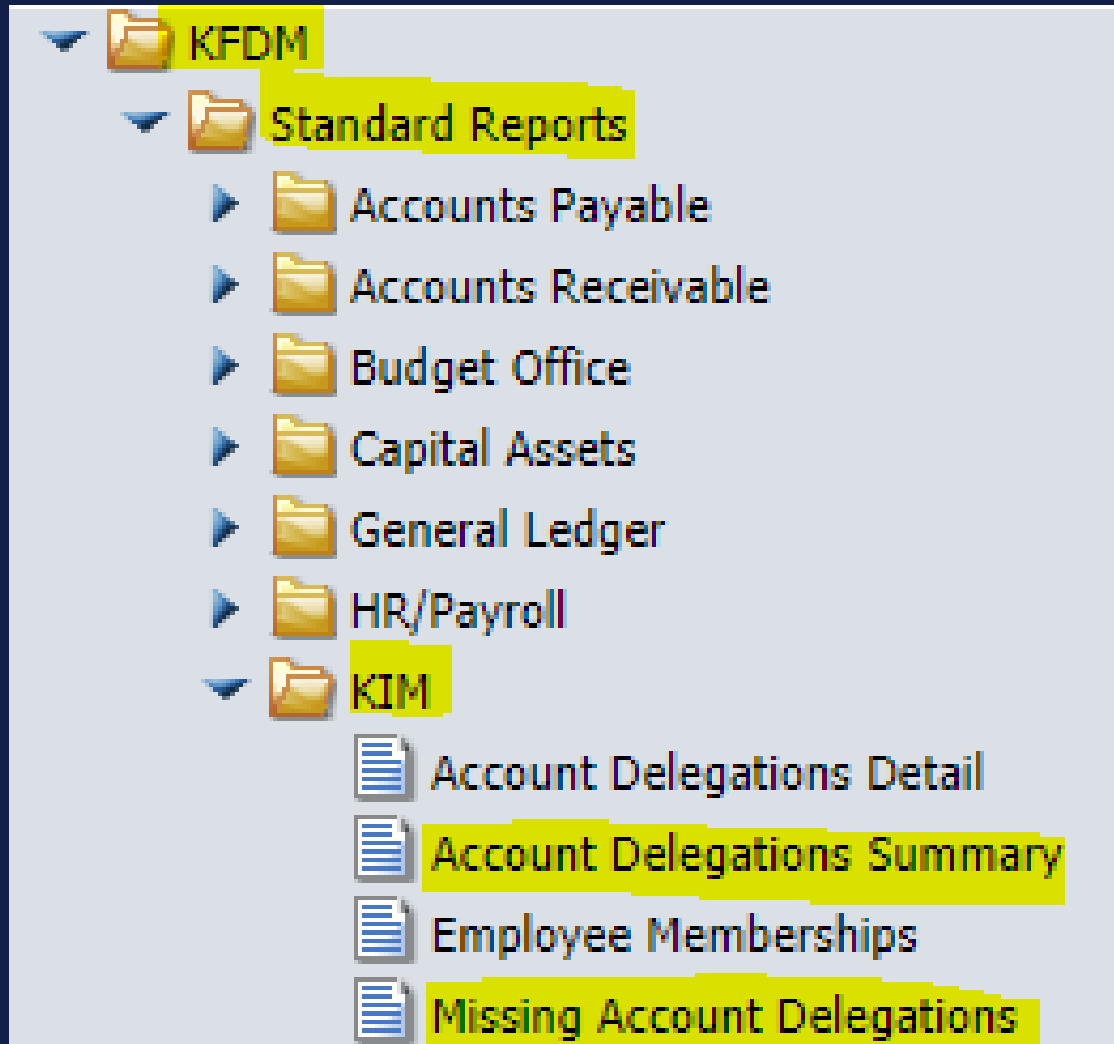 KFDM
Standard Reports
Accounts Payable
Accounts Receivable
Budget Office
Capital Assets
General Ledger
HR/Payroll
KIM
Account Delegations Detail
Account Delegations Summary
Employee Memberships
Missing Account Delegations